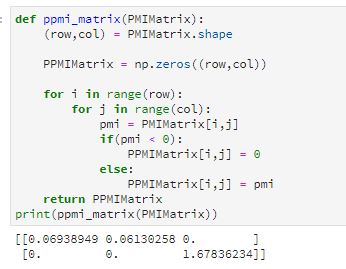 def ppmi_matrix(PMIMatrix):
    (row,col) = PMIMatrix.shape
    PPMIMatrix = np.zeros((row,col))
    for i in range(row):
        for j in range(col):
            pmi = PMIMatrix[i,j]
            if(pmi < 0):
                PPMIMatrix[i,j] = 0
            else:
                PPMIMatrix[i,j] = pmi
    return PPMIMatrix
print(ppmi_matrix(PMIMatrix))
[[0.06938949 0.06130258 0.        ]
 [0.         0.         1.67836234]]